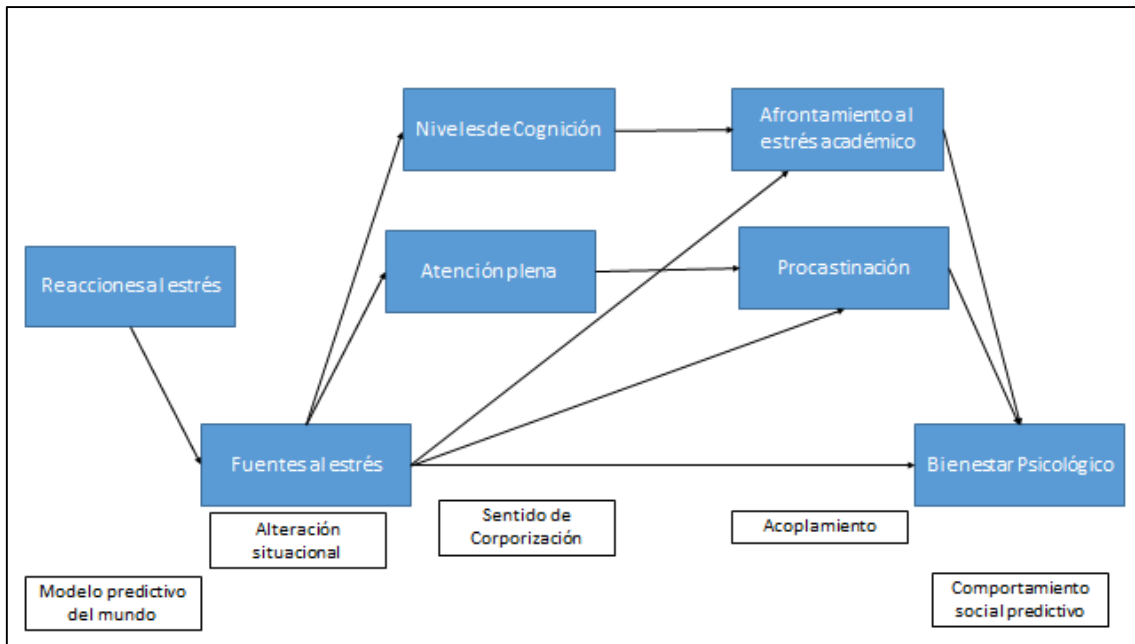 Niveles de Cognición
Afrontamiento al
estrés académico
Reacciones al estrés
Atención plena
Procastinación
Fuentes al estrés
Bienestar Psicológico
Alteración
situacional
Sentido de
Corporización
Acoplamiento
Modelo predictivo
del mundo
Comportamiento
social predictivo